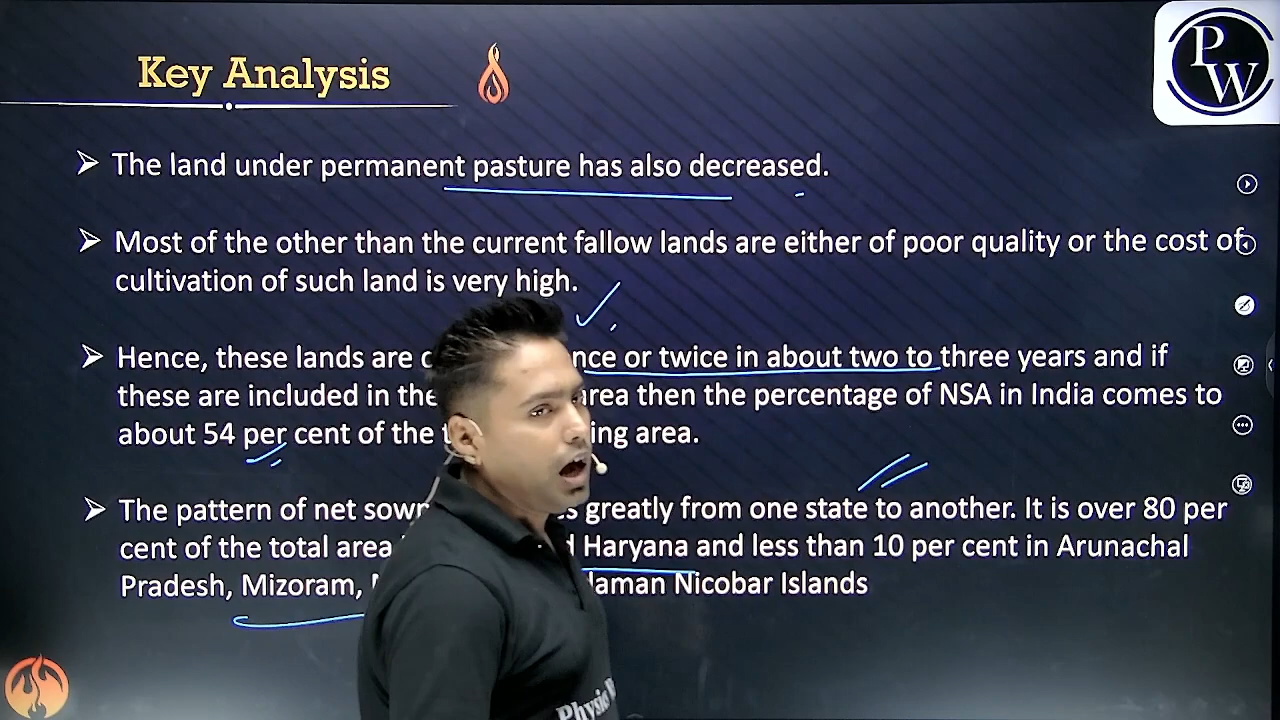 Key Analysis
PW
The land under permanent pasture has also decreased.
Most of the other than the current fallow lands are either of poor quality or the cost of
cultivation of such land is very high.
Hence, these lands are nce or twice in about two to three years and if
these are included in the area then the percentage of NSA in India comes to
about 54 per cent of the ing area.
The pattern of net sown greatly from one state to another. It is over 80 per
cent of the total area Haryana and less than 10 per cent in Arunachal
Pradesh, Mizoram, daman Nicobar Islands
Physics W